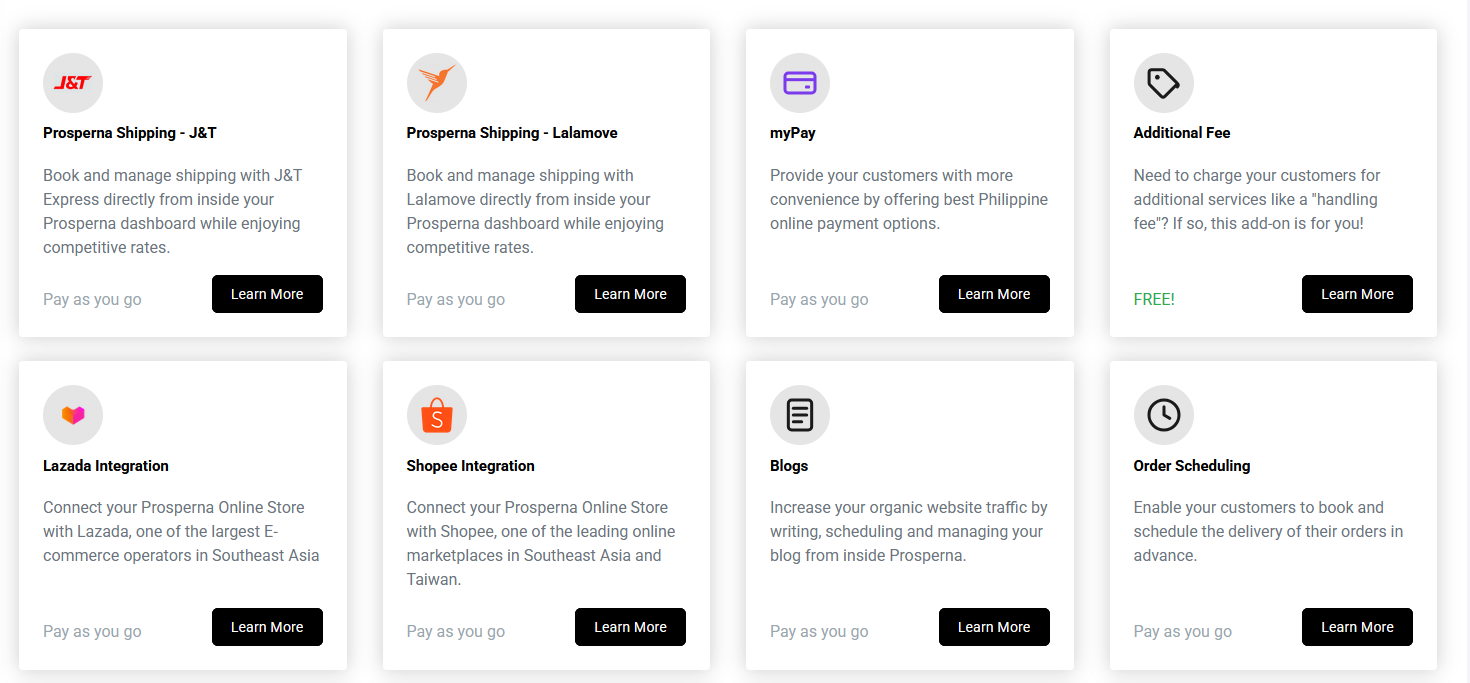 J&T
Prosperna Shipping - J&T
Book and manage shipping with J&T
Express directly from inside your
Prosperna dashboard while enjoying
competitive rates.
Pay as you go
Learn More
Prosperna Shipping - Lalamove
Book and manage shipping with
Lalamove directly from inside your
Prosperna dashboard while enjoying
competitive rates.
Pay as you go
Learn More
myPay
Provide your customers with more
convenience by offering best Philippine
online payment options.
Pay as you go
Learn More
Additional Fee
Need to charge your customers for
additional services like a "handling
fee"? If so, this add-on is for you!
FREE!
Learn More
Lazada Integration
Connect your Prosperna Online Store
with Lazada, one of the largest E-
commerce operators in Southeast Asia
Pay as you go
Learn More
S
Shopee Integration
Connect your Prosperna Online Store
with Shopee, one of the leading online
marketplaces in Southeast Asia and
Taiwan.
Pay as you go
Learn More
Blogs
Increase your organic website traffic by
writing, scheduling and managing your
blog from inside Prosperna.
Pay as you go
Learn More
Order Scheduling
Enable your customers to book and
schedule the delivery of their orders in
advance.
Pay as you go
Learn More